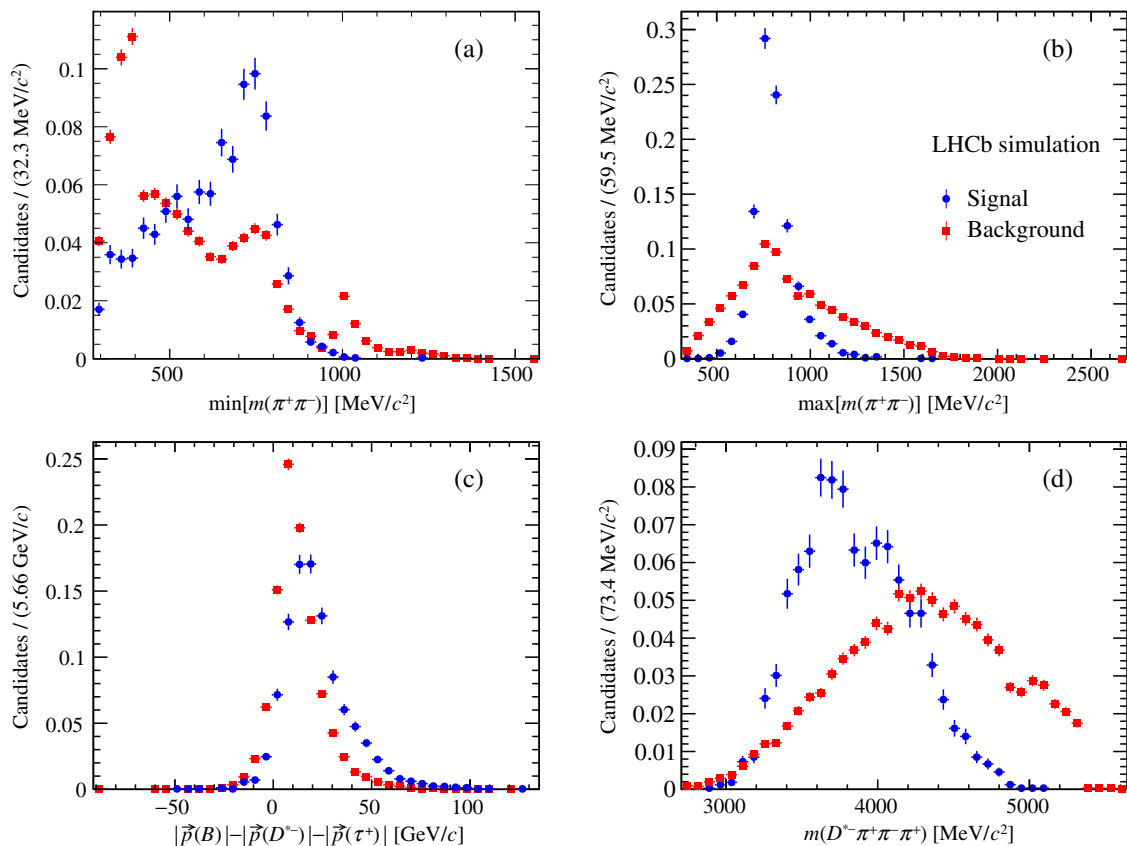 Candidates / (32.3 MeV/c²)
0.1
0.08
0.06
0.04
0.02
0
(a)
500 1000 1500
min[m(π⁺π⁻)] [MeV/c²]
Candidates / (59.5 MeV/c²)
0.3
0.25
0.2
0.15
0.1
0.05
0
(b)
LHCb simulation
Signal
Background
500 1000 1500 2000 2500
max[m(π⁺π⁻)] [MeV/c²]
Candidates / (5.66 GeV/c)
0.25
0.2
0.15
0.1
0.05
0
(c)
−50 0 50 100
|p⃗(B)|−|p⃗(D*⁻)|−|p⃗(τ⁺)| [GeV/c]
Candidates / (73.4 MeV/c²)
0.09
0.08
0.07
0.06
0.05
0.04
0.03
0.02
0.01
0
(d)
3000 4000 5000
m(D*⁻π⁺π⁻π⁺) [MeV/c²]